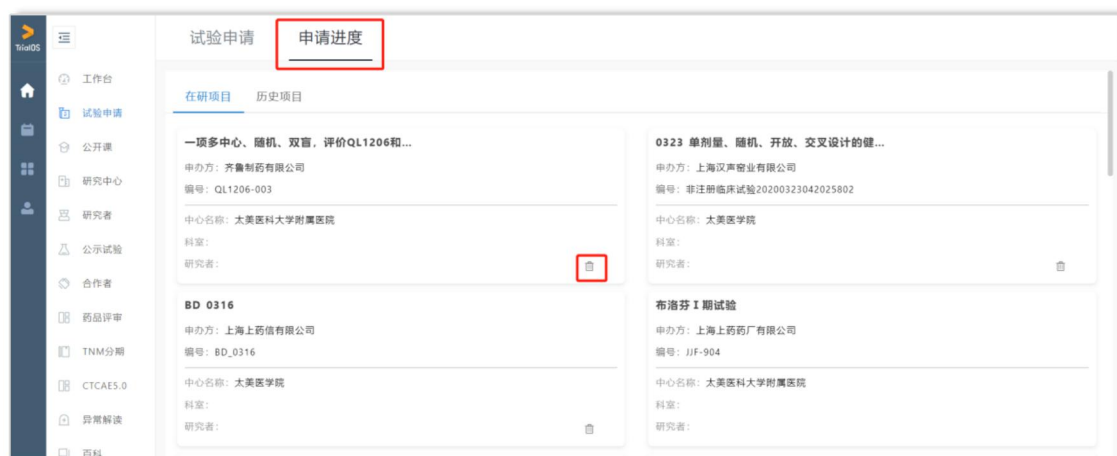 TrialOS
试验申请 申请进度
工作台
试验申请
公开课
研究中心
研究者
公示试验
合作者
药品评审
TNM分期
CTCAE5.0
异常解读
百科
在研项目 历史项目
一项多中心、随机、双盲，评价QL1206和...
申办方：齐鲁制药有限公司
编号：QL1206-003
中心名称：太美医科大学附属医院
科室：
研究者：
0323 单剂量、随机、开放、交叉设计的健...
申办方：上海汉声窑业有限公司
编号：非注册临床试验20200323042025802
中心名称：太美医学院
科室：
研究者：
BD 0316
申办方：上海上药信有限公司
编号：BD_0316
中心名称：太美医学院
科室：
研究者：
布洛芬Ⅰ期试验
申办方：上海上药药厂有限公司
编号：JJF-904
中心名称：太美医科大学附属医院
科室：
研究者：